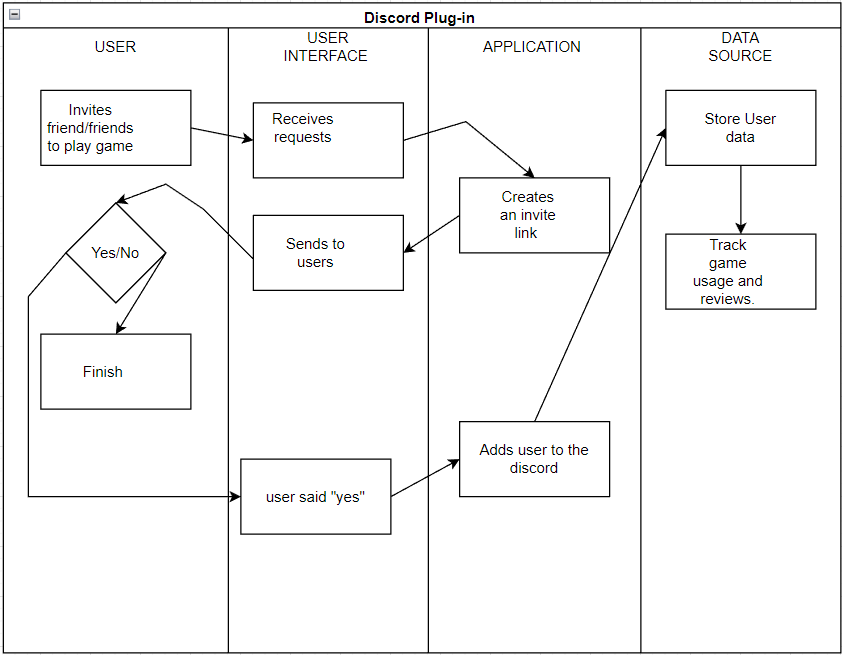 Discord Plug-in
USER
USER
INTERFACE
APPLICATION
DATA
SOURCE
Invites
friend/friends
to play game
Receives
requests
Creates
an invite
link
Store User
data
Sends to
users
Yes/No
Track
game
usage and
reviews.
Finish
Adds user to the
discord
user said "yes"